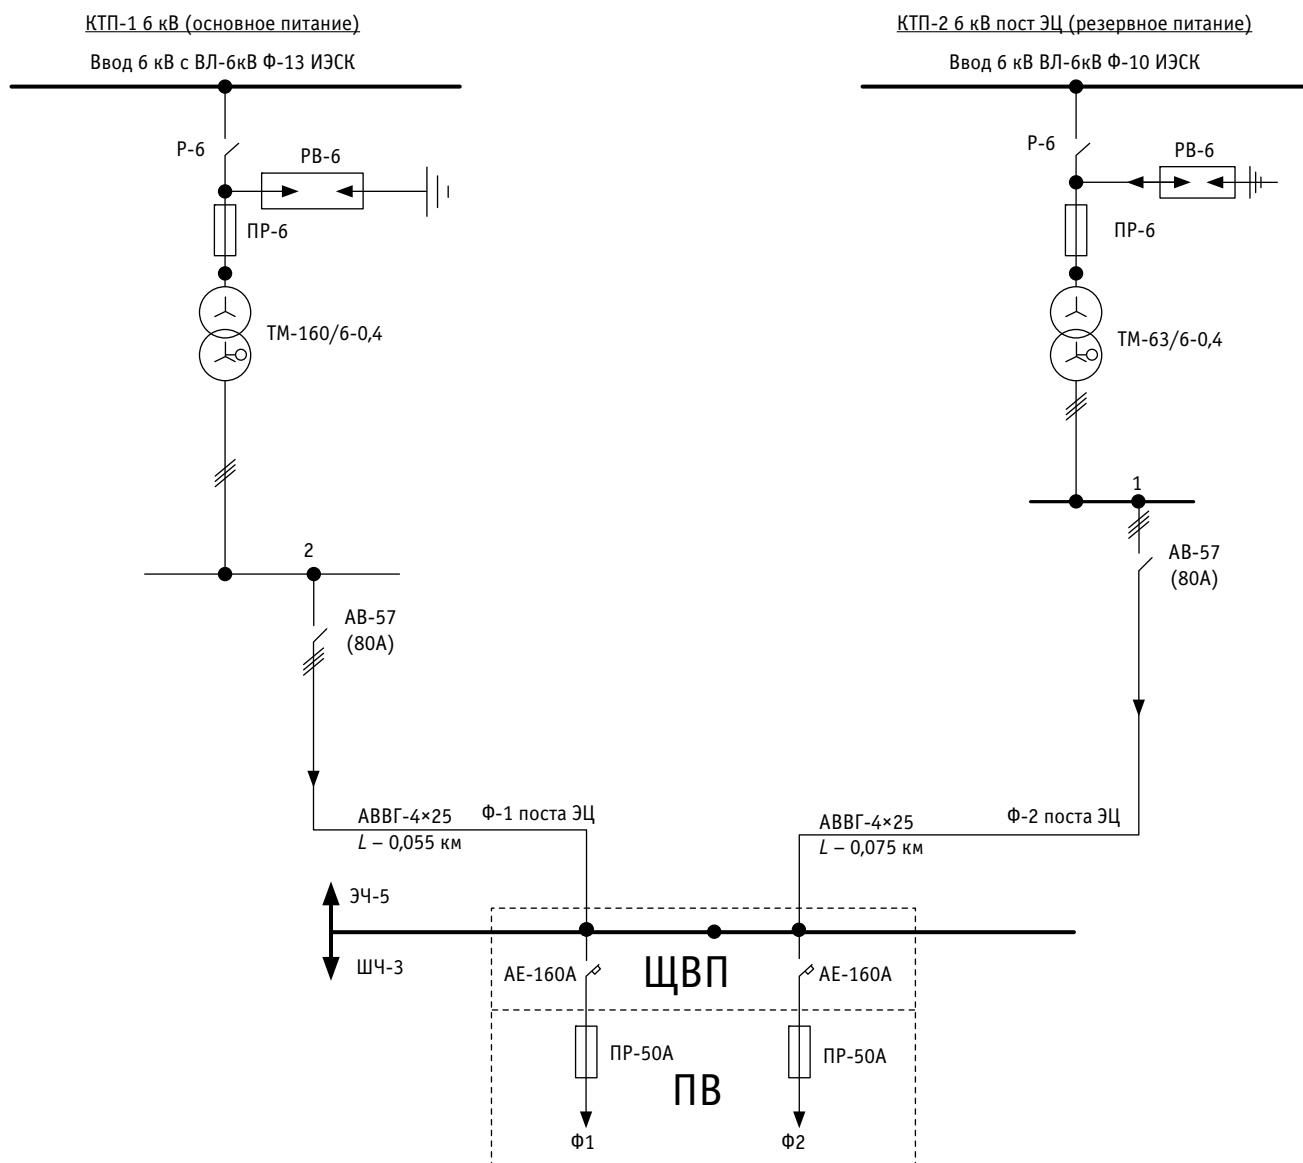 КТП-1 6 кВ (основное питание)
Ввод 6 кВ с ВЛ-6кВ Ф-13 ИЭСК
Р-6
РВ-6
ПР-6
ТМ-160/6-0,4
2
АВ-57
(80А)
АВВГ-4×25
L – 0,055 км
Ф-1 поста ЭЦ
КТП-2 6 кВ пост ЭЦ (резервное питание)
Ввод 6 кВ ВЛ-6кВ Ф-10 ИЭСК
Р-6
РВ-6
ПР-6
ТМ-63/6-0,4
1
АВ-57
(80А)
АВВГ-4×25
L – 0,075 км
Ф-2 поста ЭЦ
ЭЧ-5
ШЧ-3
АЕ-160А
ЩВП
АЕ-160А
ПР-50А
ПР-50А
ПВ
Ф1
Ф2